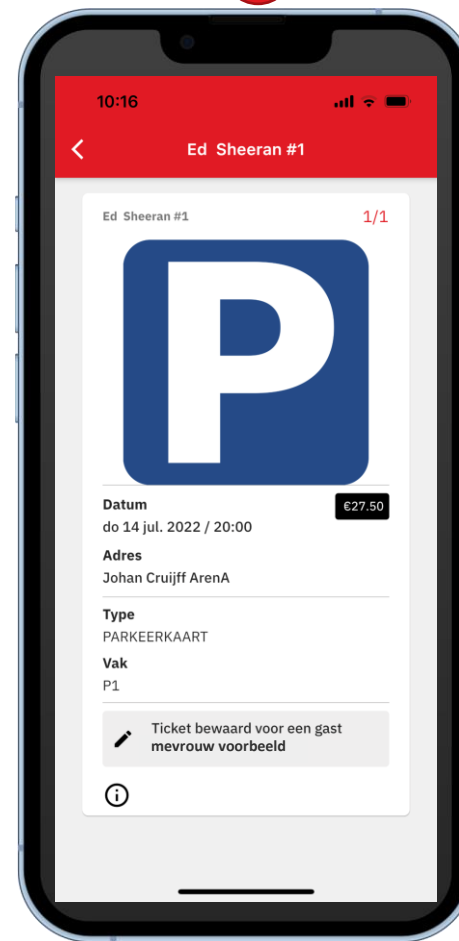 10:16
Ed Sheeran #1
Ed Sheeran #1
1/1
P
Datum
€27.50
do 14 jul. 2022 / 20:00
Adres
Johan Cruijff ArenA
Type
PARKEERKAART
Vak
P1
Ticket bewaard voor een gast
mevrouw voorbeeld